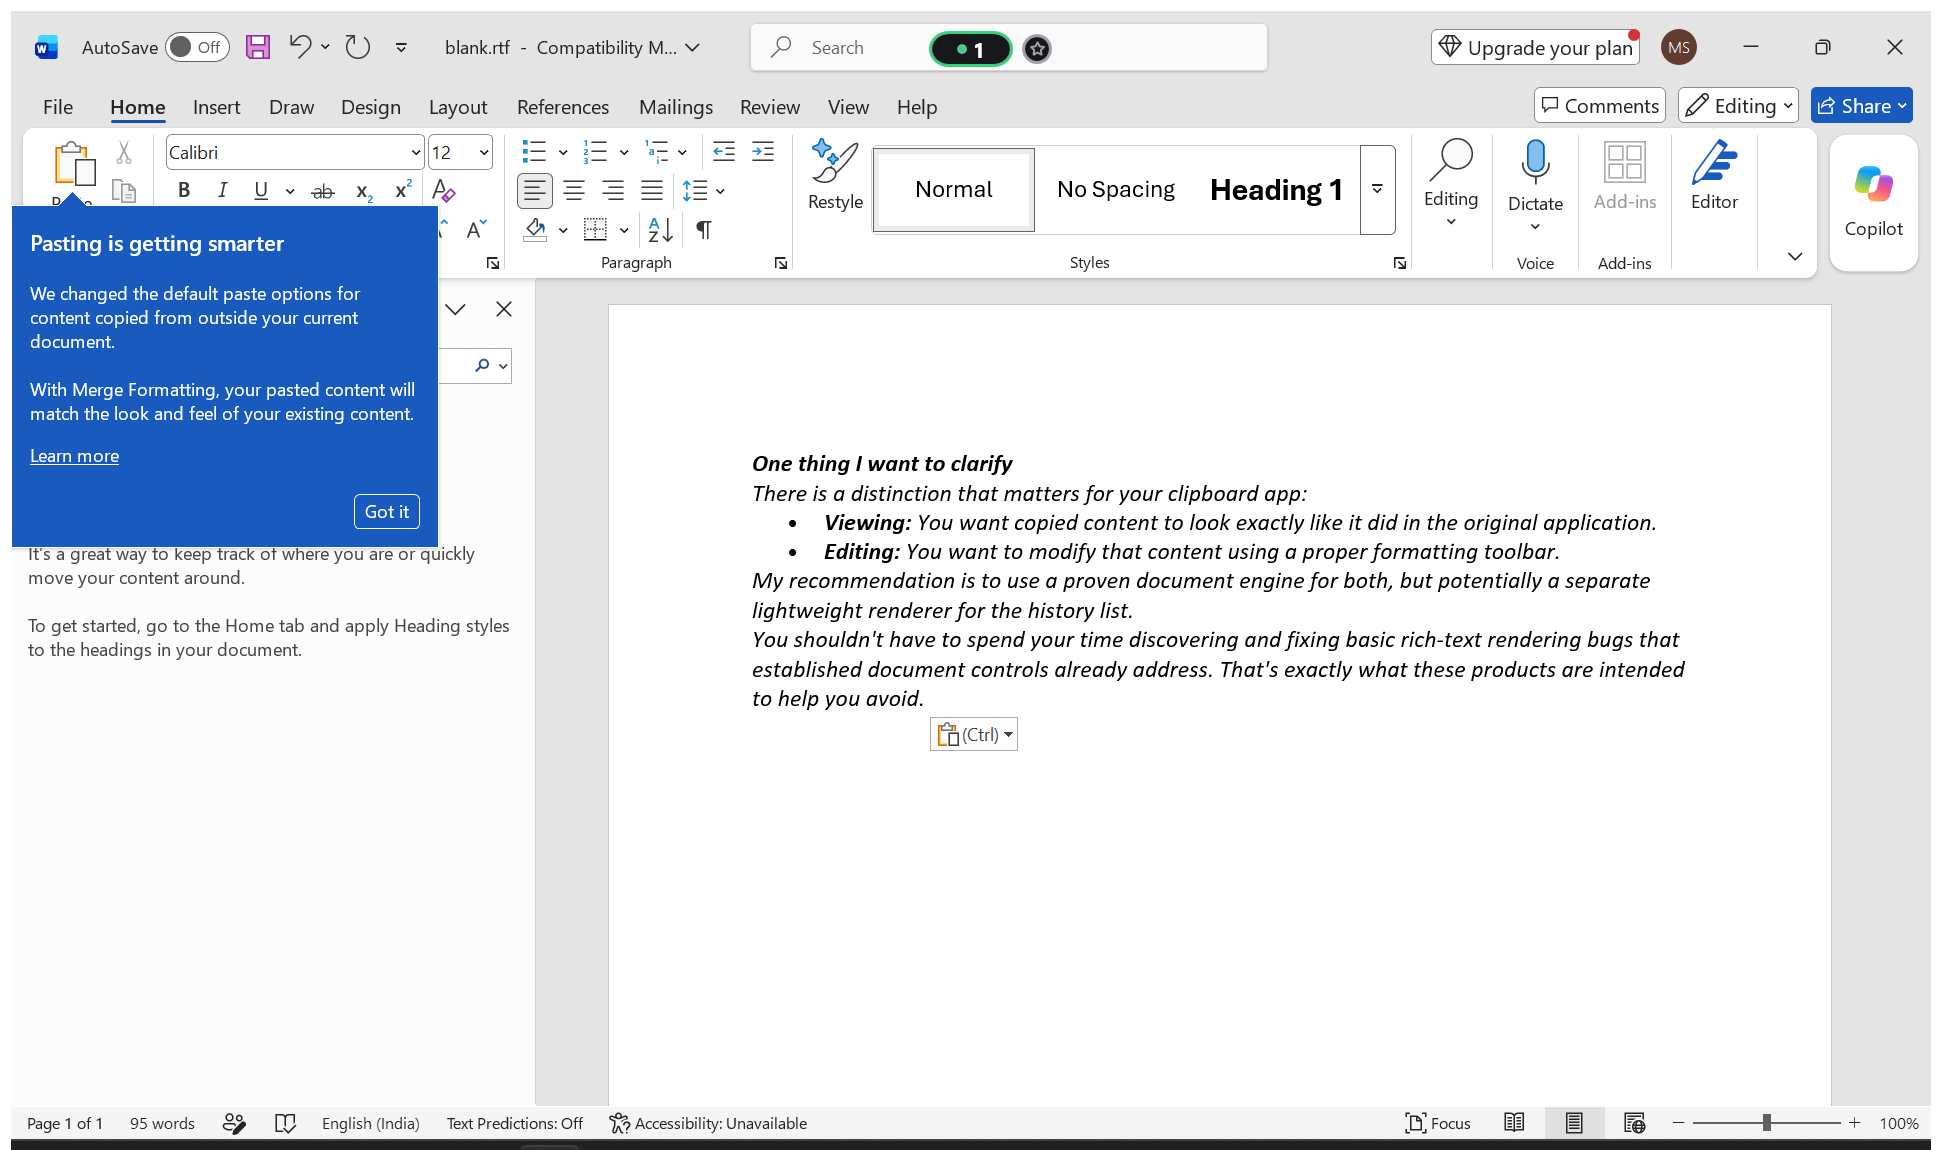 AutoSave Off blank.rtf - Compatibility M... Search 1 Upgrade your plan MS
File Home Insert Draw Design Layout References Mailings Review View Help Comments Editing Share
Calibri 12
B I U ab x2 x2 A
Restyle Normal No Spacing Heading 1 Editing Dictate Add-ins Editor Copilot
Paragraph Styles Voice Add-ins
Pasting is getting smarter
We changed the default paste options for
content copied from outside your current
document.
With Merge Formatting, your pasted content will
match the look and feel of your existing content.
Learn more
Got it
It's a great way to keep track of where you are or quickly
move your content around.
To get started, go to the Home tab and apply Heading styles
to the headings in your document.
One thing I want to clarify
There is a distinction that matters for your clipboard app:
• Viewing: You want copied content to look exactly like it did in the original application.
• Editing: You want to modify that content using a proper formatting toolbar.
My recommendation is to use a proven document engine for both, but potentially a separate
lightweight renderer for the history list.
You shouldn't have to spend your time discovering and fixing basic rich-text rendering bugs that
established document controls already address. That's exactly what these products are intended
to help you avoid.
(Ctrl)
Page 1 of 1 95 words English (India) Text Predictions: Off Accessibility: Unavailable Focus 100%